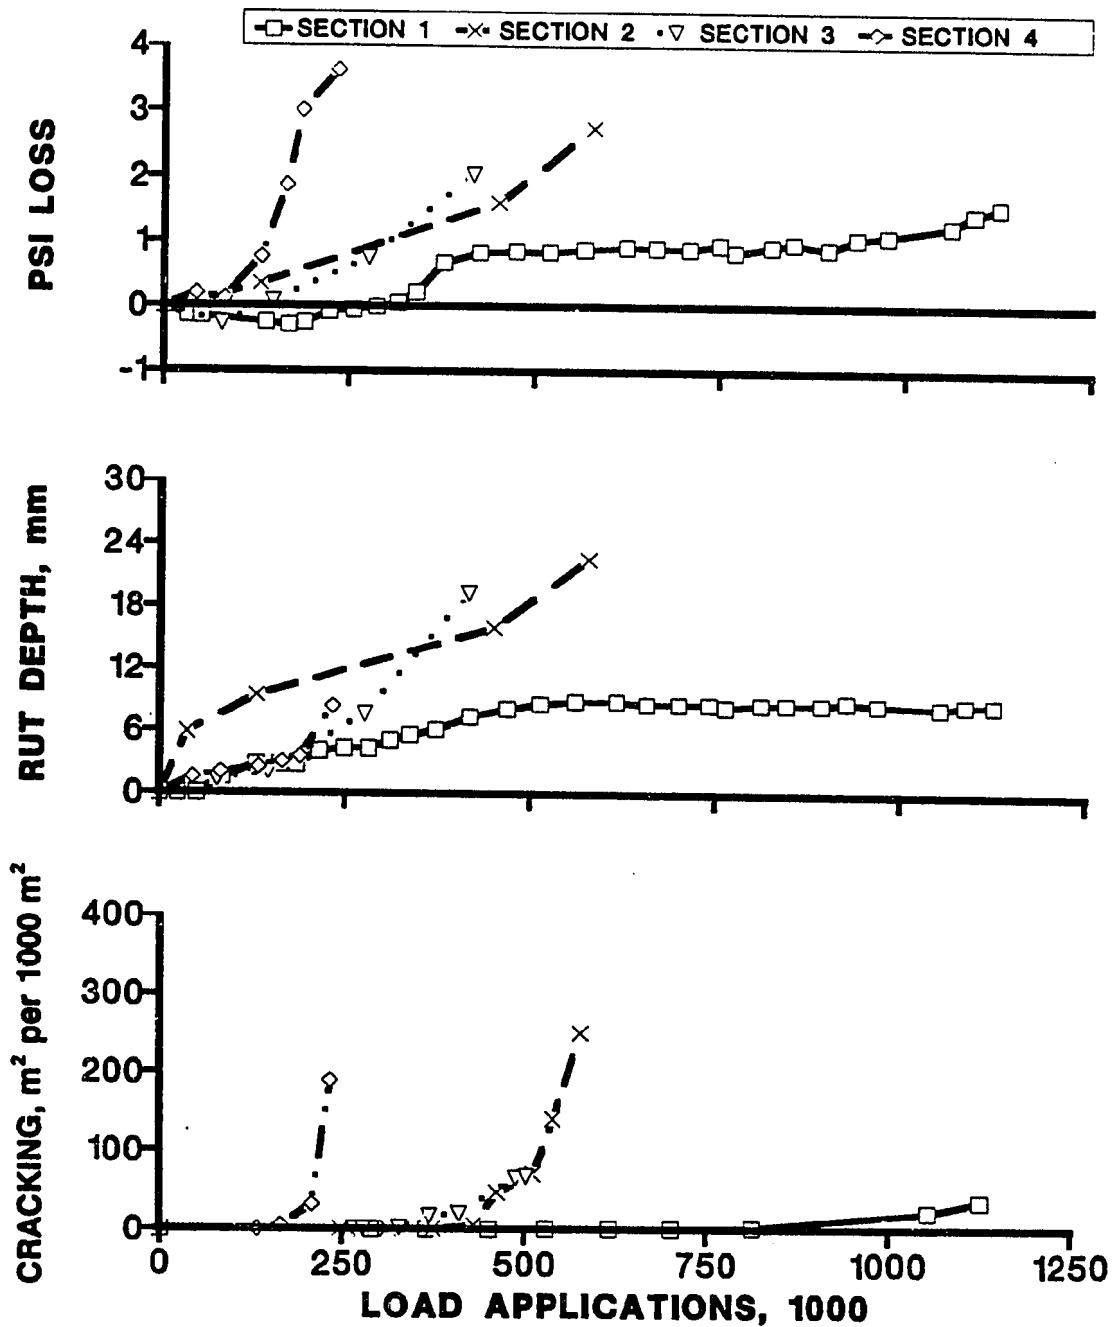 SECTION 1 SECTION 2 SECTION 3 SECTION 4
PSI LOSS
4
3
2
1
0
-1
RUT DEPTH, mm
30
24
18
12
6
0
CRACKING, m² per 1000 m²
400
300
200
100
0
0 250 500 750 1000 1250
LOAD APPLICATIONS, 1000